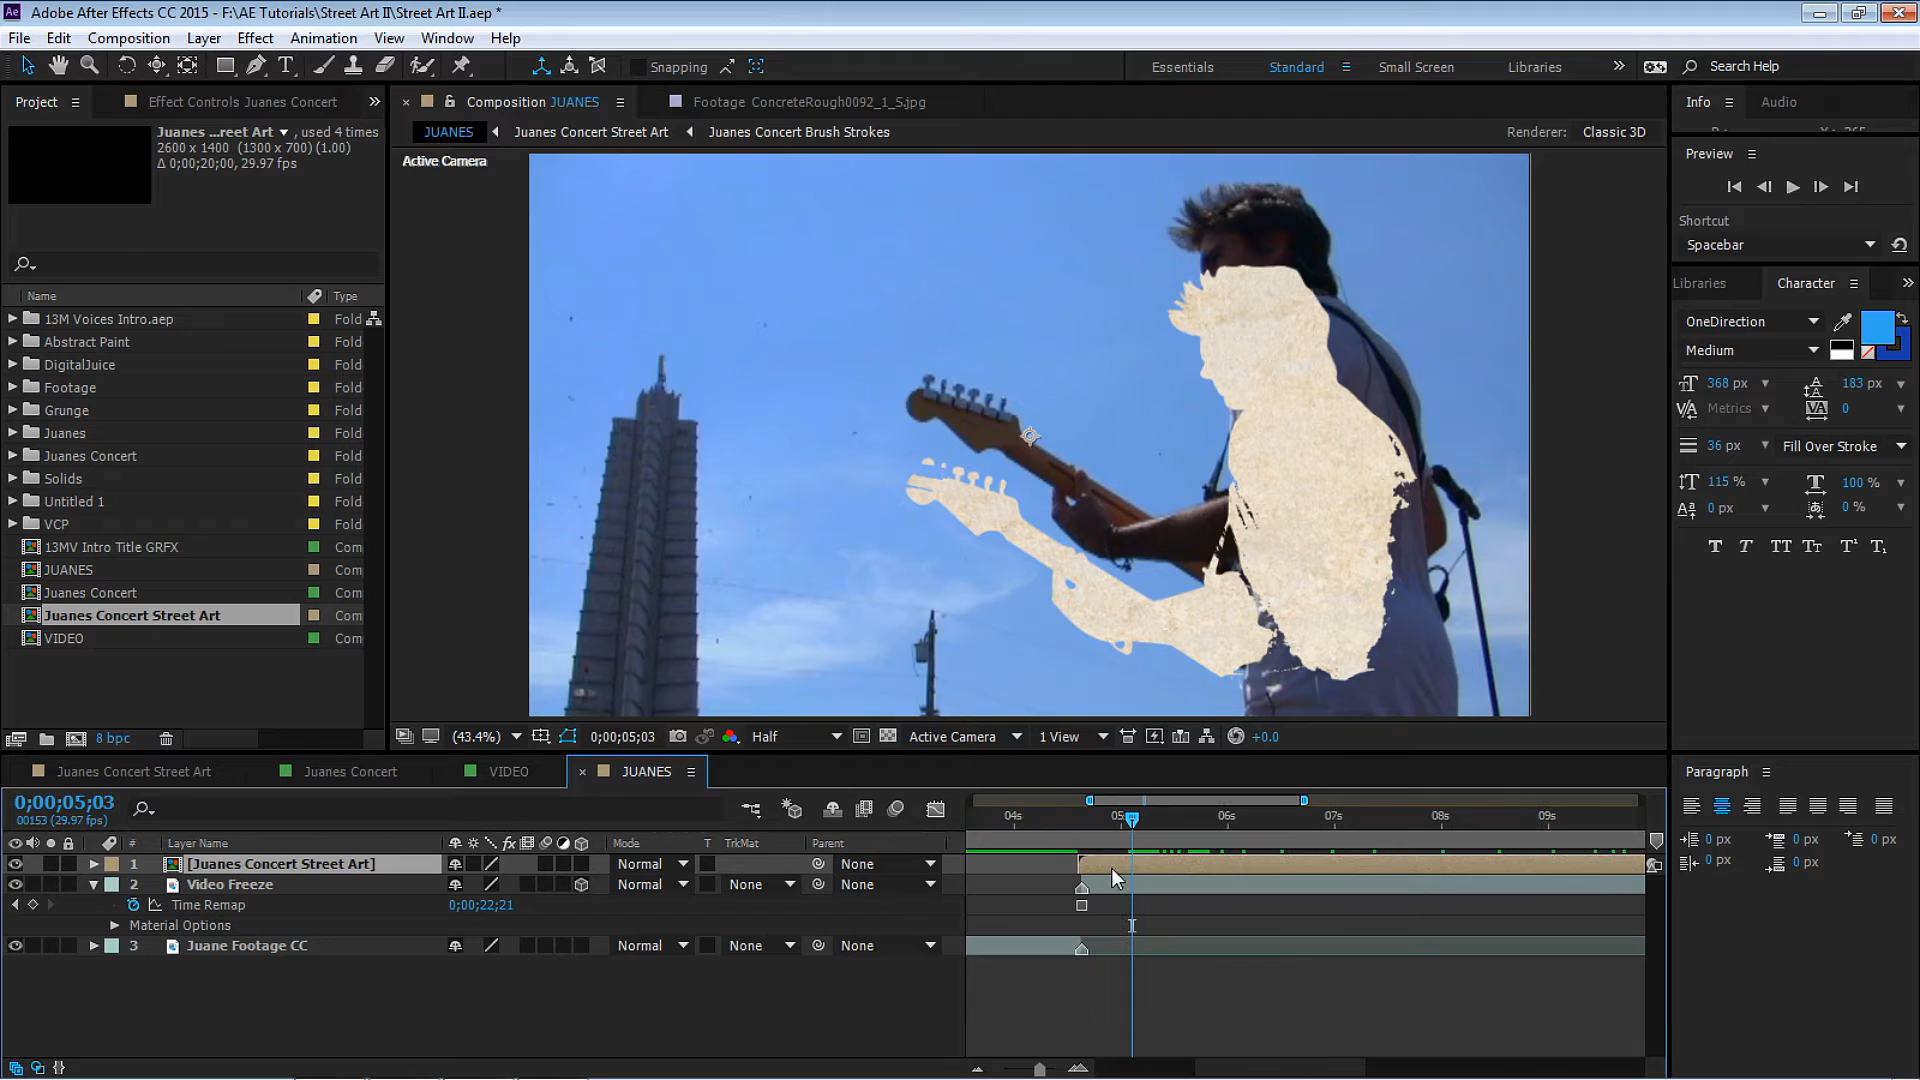 Adobe After Effects CC 2015 - F:\AE Tutorials\Street Art II\Street Art II.aep *
File Edit Composition Layer Effect Animation View Window Help
Snapping Essentials Standard Small Screen Libraries Search Help
Project Effect Controls Juanes Concert
Composition JUANES Footage ConcreteRough0092_1_S.jpg
Info Audio
Juanes ...reet Art , used 4 times
2600 x 1400 (1300 x 700) (1.00)
Δ 0;00;20;00, 29.97 fps
JUANES Juanes Concert Street Art Juanes Concert Brush Strokes
Renderer: Classic 3D
Active Camera
Preview
Shortcut
Spacebar
Libraries Character
OneDirection
Medium
368 px 183 px
Metrics 0
36 px Fill Over Stroke
115 % 100 %
0 px 0 %
Name Type
13M Voices Intro.aep Fold
Abstract Paint Fold
DigitalJuice Fold
Footage Fold
Grunge Fold
Juanes Fold
Juanes Concert Fold
Solids Fold
Untitled 1 Fold
VCP Fold
13MV Intro Title GRFX Com
JUANES Com
Juanes Concert Com
Juanes Concert Street Art Com
VIDEO Com
8 bpc
(43.4%) 0;00;05;03 Half Active Camera 1 View +0.0
Juanes Concert Street Art Juanes Concert VIDEO JUANES
0;00;05;03
00153 (29.97 fps)
04s 06s 07s 08s 09s
# Layer Name Mode T TrkMat Parent
1 [Juanes Concert Street Art] Normal None
2 Video Freeze Normal None None
Time Remap 0;00;22;21
Material Options
3 Juane Footage CC Normal None None
Paragraph
0 px 0 px 0 px
0 px 0 px